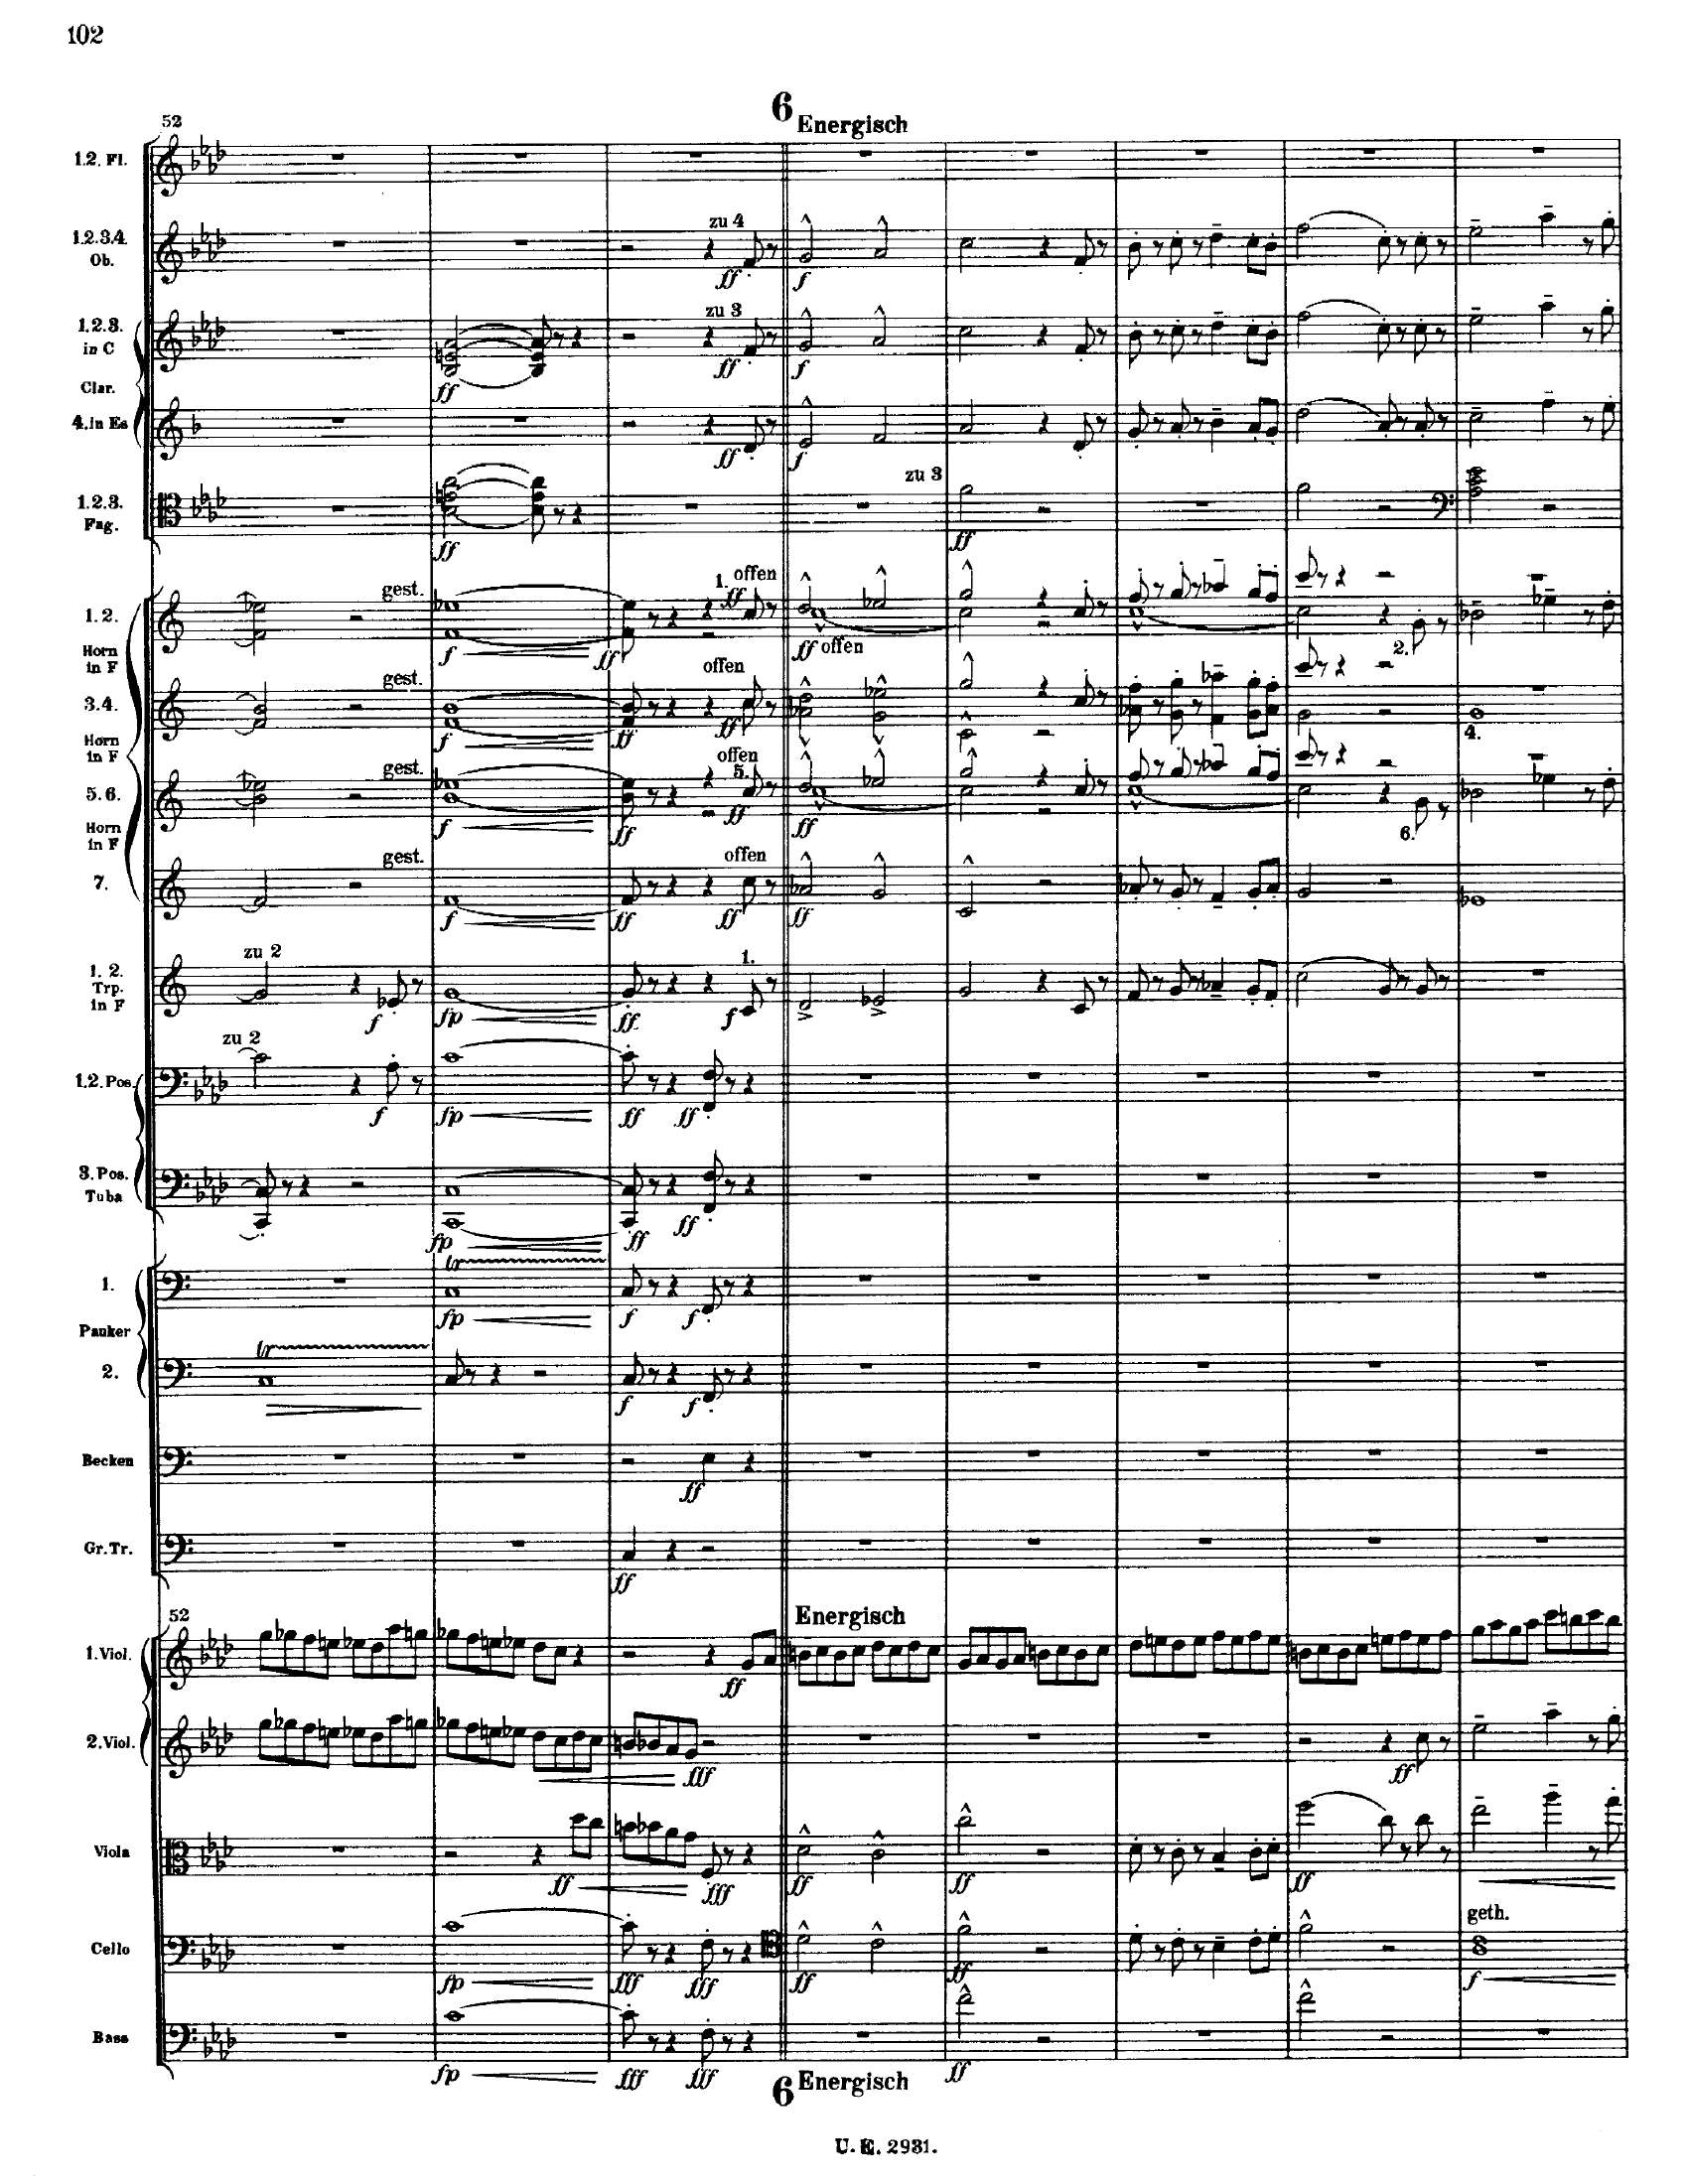 102
6
Energisch
52
1.2. Fl.
zu 4
1.2.3.4.
Ob.
ff
f
zu 3
1.2.3.
in C
ff
ff
f
Clar.
4. in Es
ff
f
zu 3
1.2.3.
Fag.
ff
ff
gest.
1.
offen
ff
1.2.
f
ff
ff offen
Horn
in F
2.
gest.
offen
3.4.
f
ff
ff
4.
Horn
in F
gest.
offen
5.
5.6.
f
ff
ff
ff
6.
Horn
in F
gest.
offen
7.
f
ff
ff
ff
zu 2
1.
1. 2.
Trp.
in F
f
fp
ff
f
zu 2
1.2. Pos.
f
fp
ff
ff
3. Pos.
Tuba
fp
ff
ff
tr
1.
fp
f
f
Pauker
tr
2.
f
f
Becken
ff
Gr. Tr.
ff
52
Energisch
1. Viol.
ff
2. Viol.
fff
ff
Viola
ff
fff
ff
ff
ff
geth.
Cello
fp
fff
fff
ff
ff
f
Bass
fp
fff
fff
ff
6 Energisch
U. E. 2931.